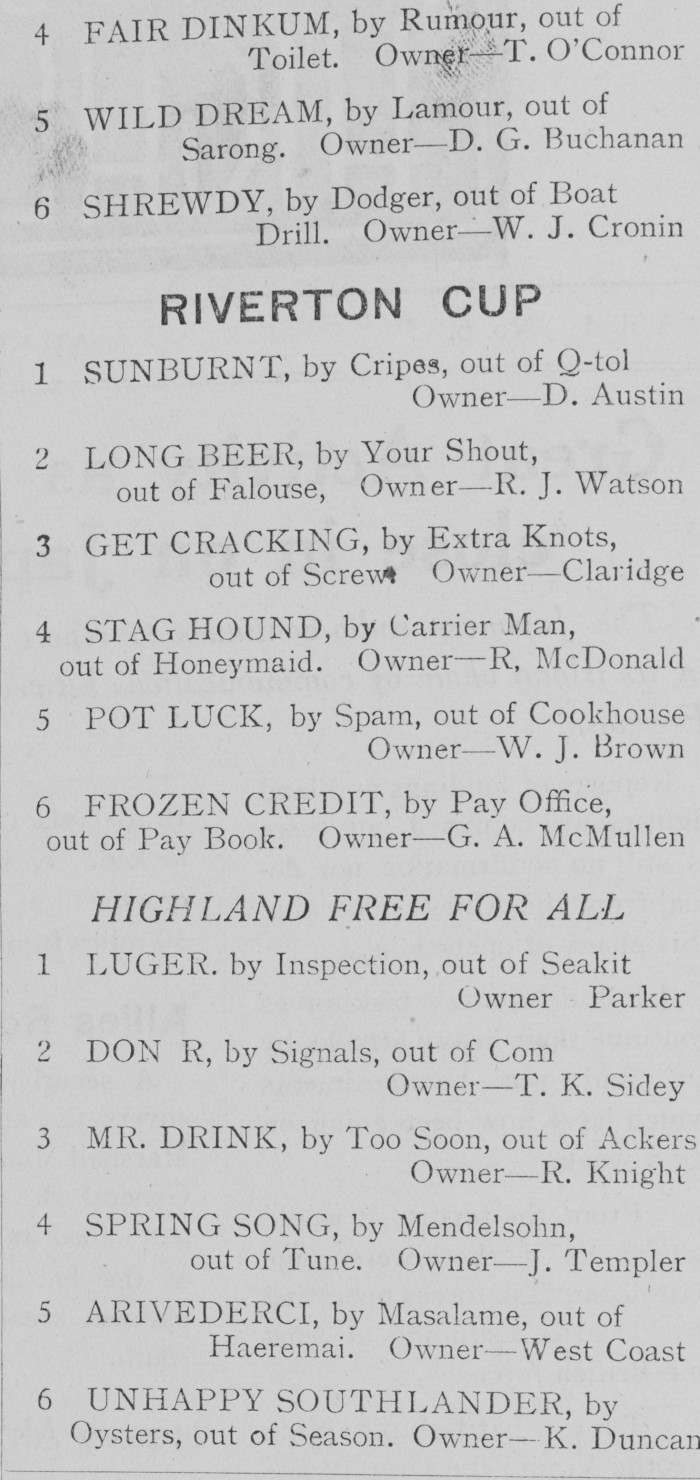 4 FAIR DINKUM, by Rumour, out of
Toilet. Owner—T. O'Connor
5 WILD DREAM, by Lamour, out of
Sarong. Owner—D. G. Buchanan
6 SHREWDY, by Dodger, out of Boat
Drill. Owner—W. J. Cronin
RIVERTON CUP
1 SUNBURNT, by Cripes, out of Q-tol
Owner—D. Austin
2 LONG BEER, by Your Shout,
out of Falouse, Owner—R. J. Watson
3 GET CRACKING, by Extra Knots,
out of Screw Owner—Claridge
4 STAG HOUND, by Carrier Man,
out of Honeymaid. Owner—R, McDonald
5 POT LUCK, by Spam, out of Cookhouse
Owner—W. J. Brown
6 FROZEN CREDIT, by Pay Office,
out of Pay Book. Owner—G. A. McMullen
HIGHLAND FREE FOR ALL
1 LUGER. by Inspection, out of Seakit
Owner - Parker
2 DON R, by Signals, out of Com
Owner—T. K. Sidey
3 MR. DRINK, by Too Soon, out of Ackers
Owner—R. Knight
4 SPRING SONG, by Mendelsohn,
out of Tune. Owner—J. Templer
5 ARIVEDERCI, by Masalame, out of
Haeremai. Owner—West Coast
6 UNHAPPY SOUTHLANDER, by
Oysters, out of Season. Owner—K. Duncan